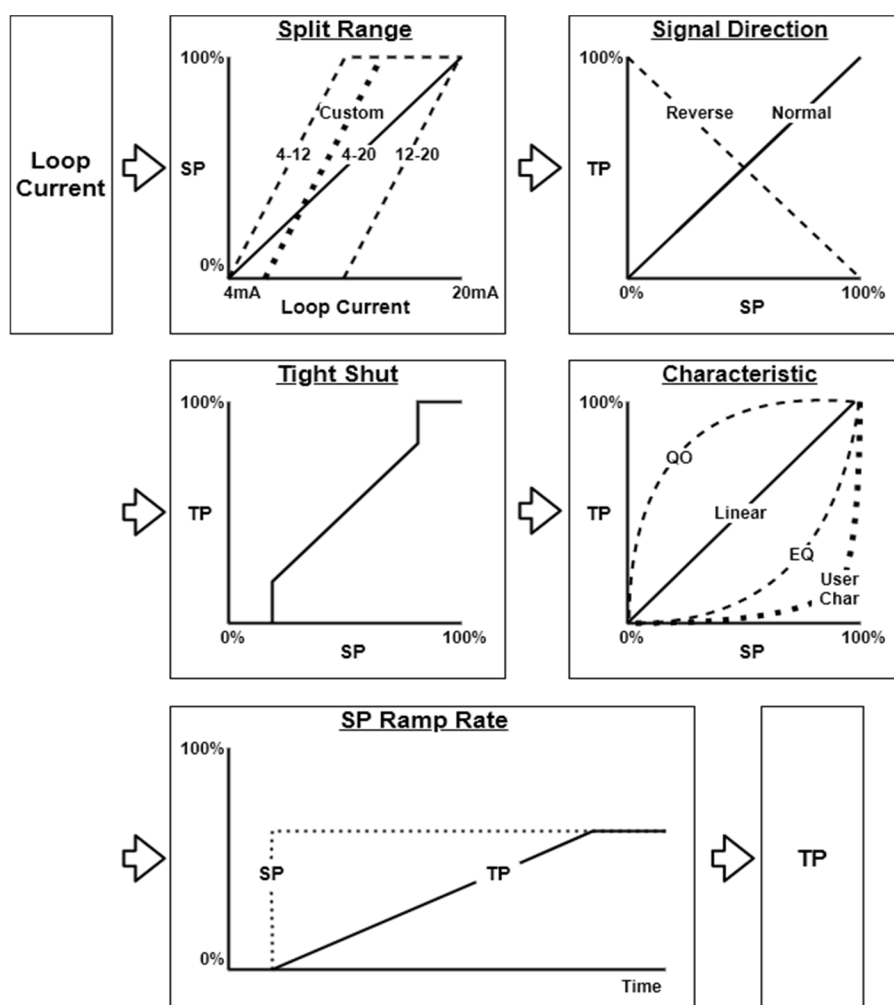 Loop
Current
Split Range
100%
Custom
4-12
4-20
12-20
SP
0%
4mA
20mA
Loop Current
Signal Direction
100%
Reverse
Normal
TP
0%
100%
SP
Tight Shut
100%
TP
0%
100%
SP
Characteristic
100%
QO
TP
Linear
EQ
User
Char
0%
100%
SP
SP Ramp Rate
100%
SP
TP
0%
Time
TP